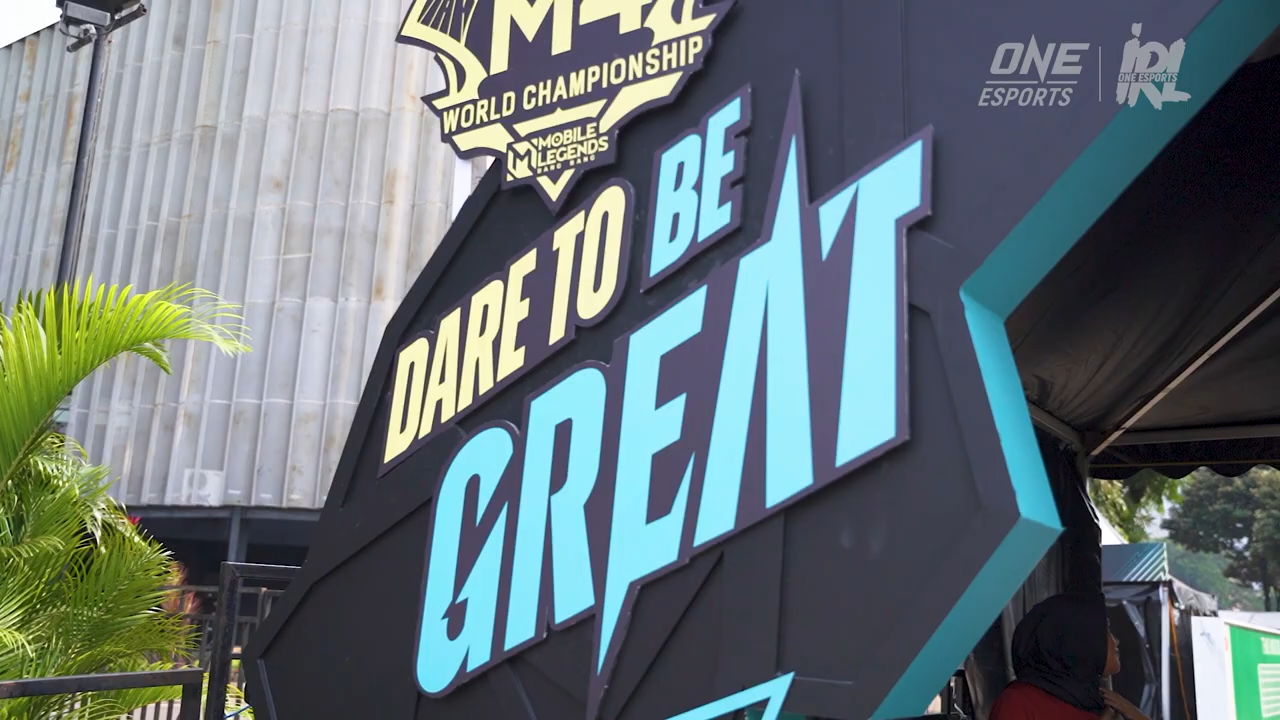 M4
WORLD CHAMPIONSHIP
MOBILE
LEGENDS
BANG BANG
DARE TO BE
GREAT
ONE
ESPORTS
IRL
ONE ESPORTS